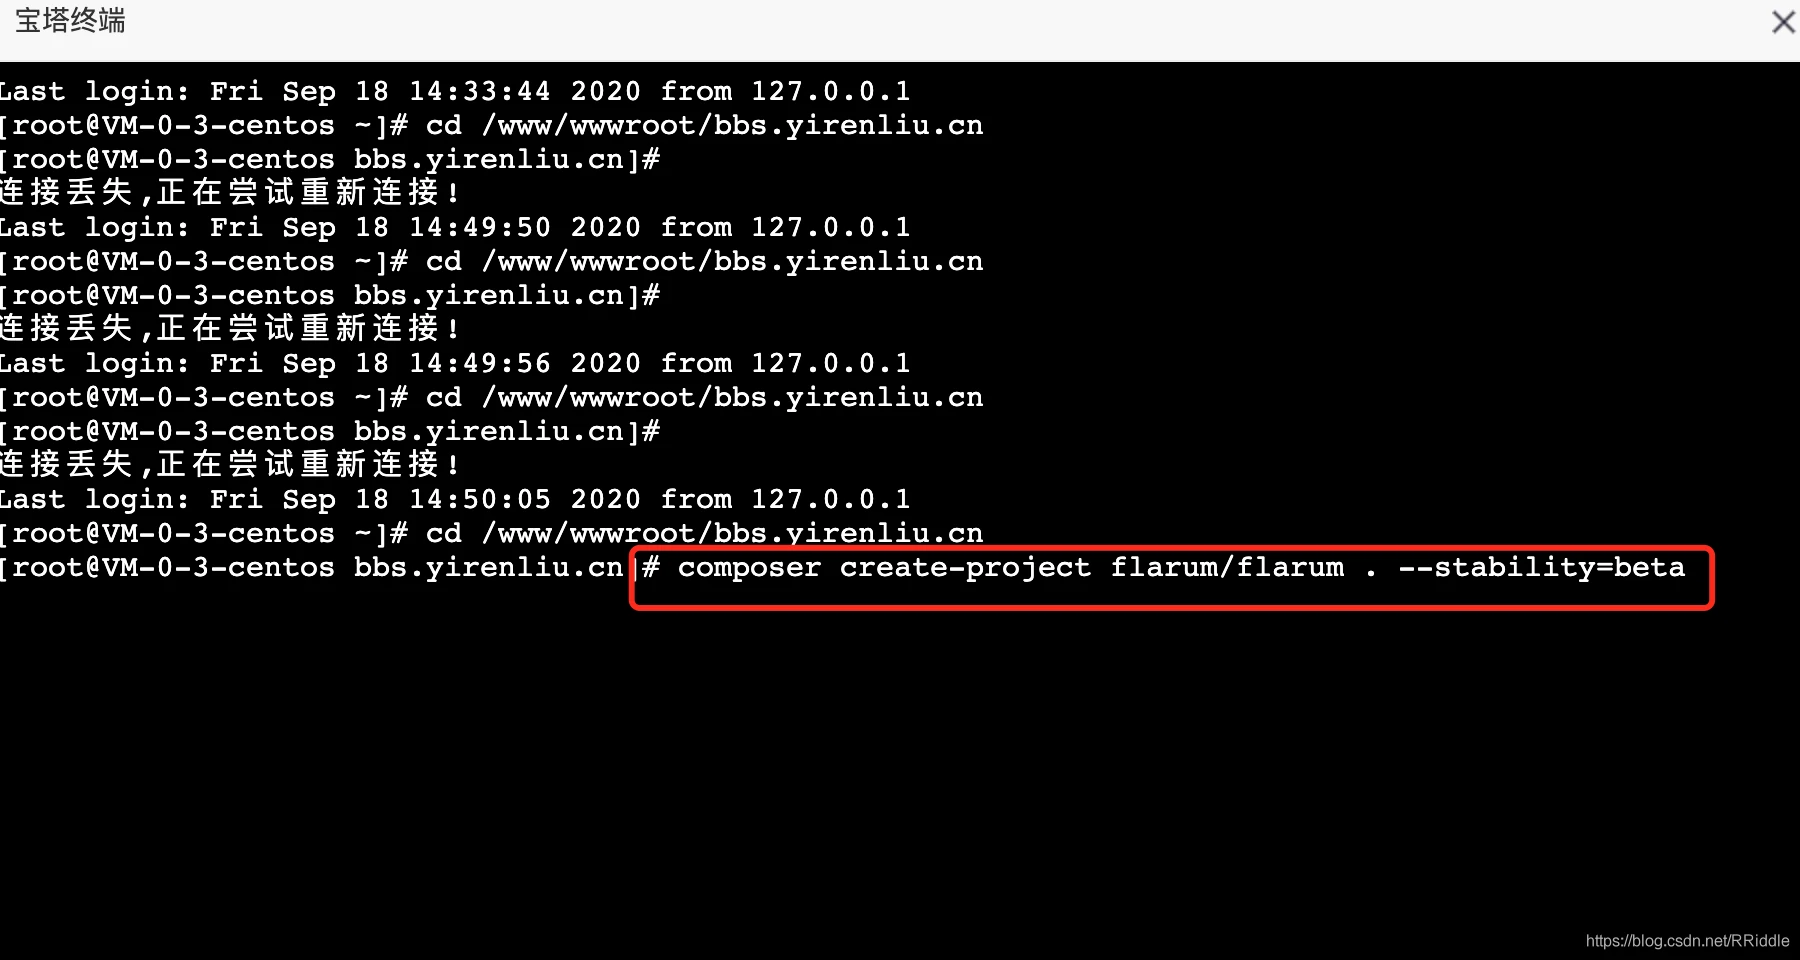 宝塔终端
Last login: Fri Sep 18 14:33:44 2020 from 127.0.0.1
[root@VM-0-3-centos ~]# cd /www/wwwroot/bbs.yirenliu.cn
[root@VM-0-3-centos bbs.yirenliu.cn]#
连接丢失,正在尝试重新连接!
Last login: Fri Sep 18 14:49:50 2020 from 127.0.0.1
[root@VM-0-3-centos ~]# cd /www/wwwroot/bbs.yirenliu.cn
[root@VM-0-3-centos bbs.yirenliu.cn]#
连接丢失,正在尝试重新连接!
Last login: Fri Sep 18 14:49:56 2020 from 127.0.0.1
[root@VM-0-3-centos ~]# cd /www/wwwroot/bbs.yirenliu.cn
[root@VM-0-3-centos bbs.yirenliu.cn]#
连接丢失,正在尝试重新连接!
Last login: Fri Sep 18 14:50:05 2020 from 127.0.0.1
[root@VM-0-3-centos ~]# cd /www/wwwroot/bbs.yirenliu.cn
[root@VM-0-3-centos bbs.yirenliu.cn]# composer create-project flarum/flarum . --stability=beta
https://blog.csdn.net/RRiddle